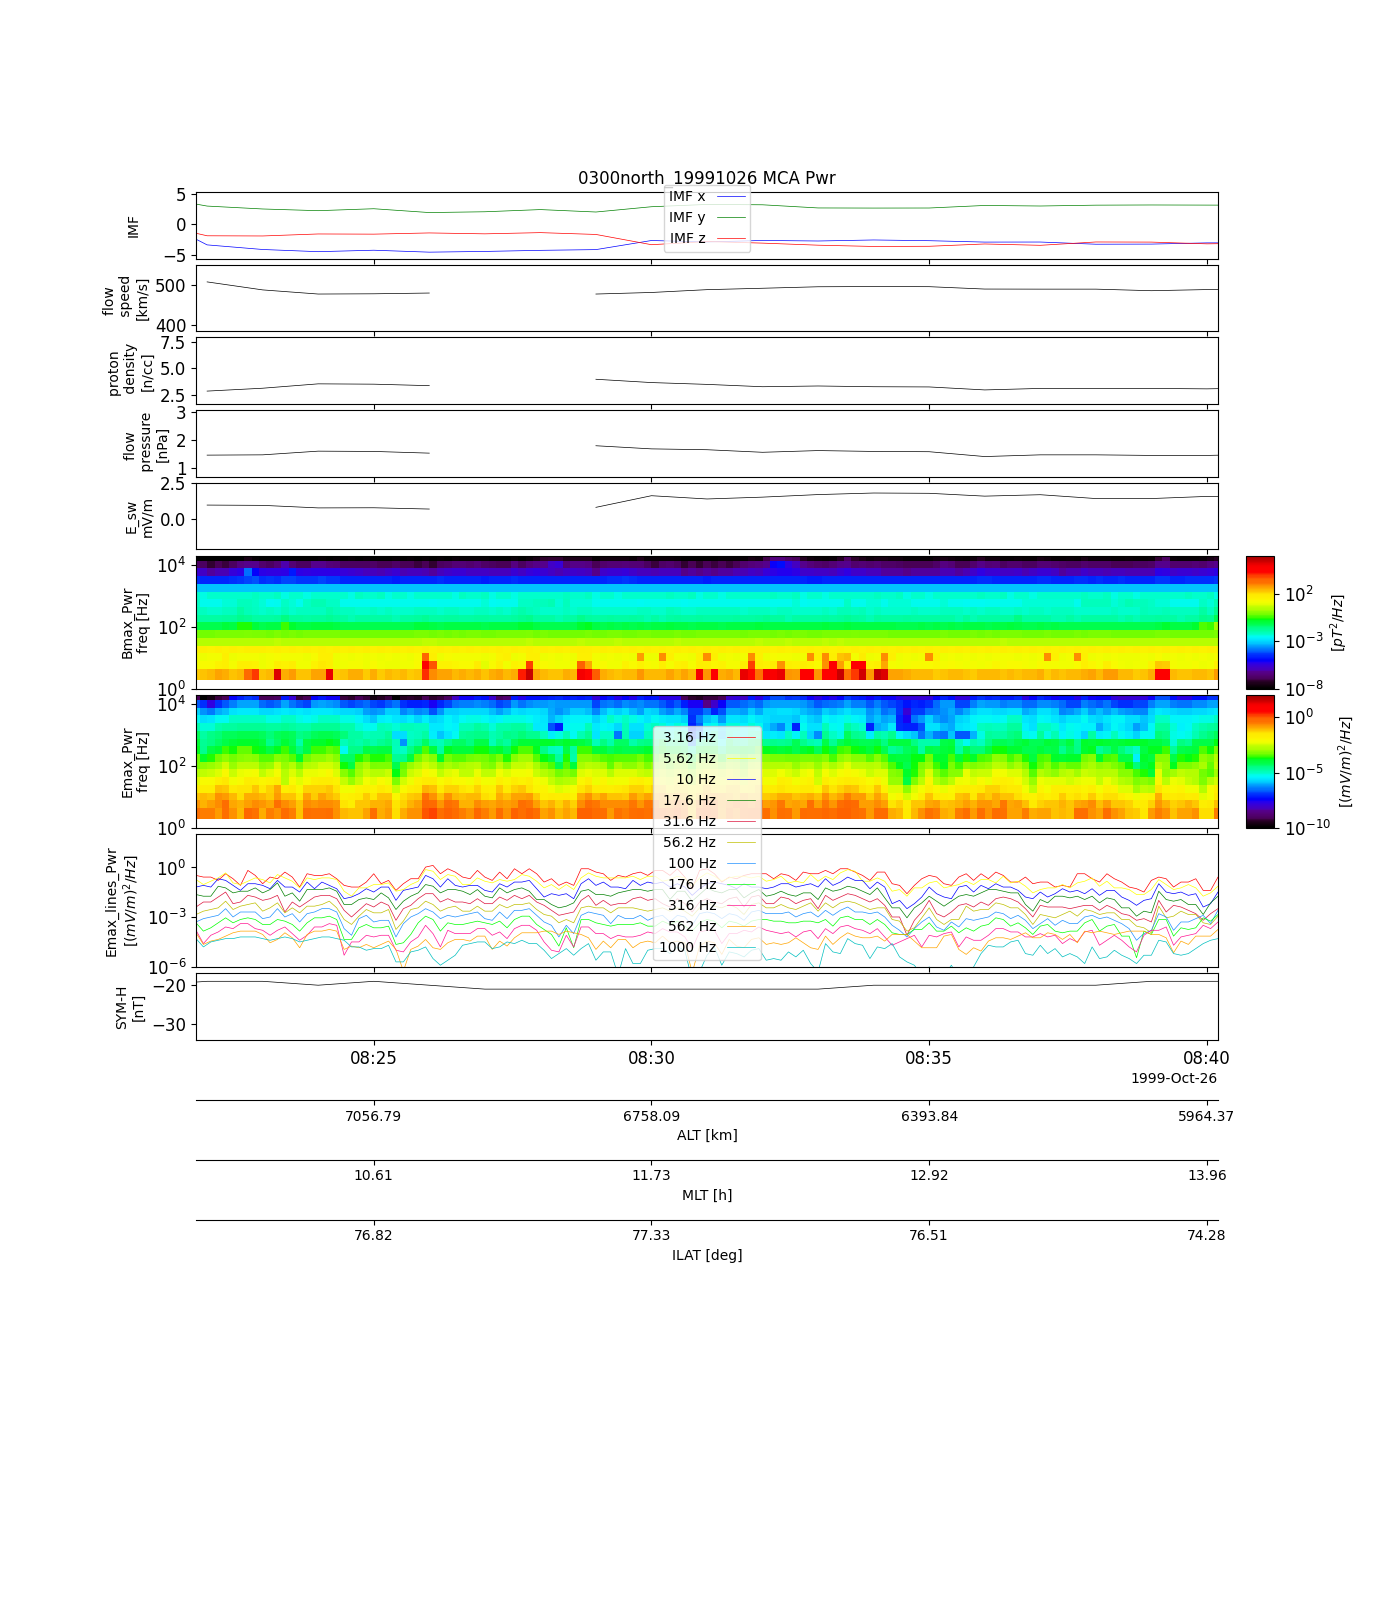 0300north_19991026 MCA Pwr
IMF
5
0
−5
IMF x
IMF y
IMF z
flow
speed
[km/s]
500
400
proton
density
[n/cc]
7.5
5.0
2.5
flow
pressure
[nPa]
3
2
1
E_sw
mV/m
2.5
0.0
Bmax_Pwr
freq [Hz]
10^4
10^2
10^0
10^2
10^−3
10^−8
[pT^2/Hz]
Emax_Pwr
freq [Hz]
10^4
10^2
10^0
10^0
10^−5
10^−10
[(mV/m)^2/Hz]
3.16 Hz
5.62 Hz
10 Hz
17.6 Hz
31.6 Hz
56.2 Hz
100 Hz
176 Hz
316 Hz
562 Hz
1000 Hz
Emax_lines_Pwr
[(mV/m)^2/Hz]
10^0
10^−3
10^−6
SYM-H
[nT]
−20
−30
08:25 08:30 08:35 08:40
1999-Oct-26
7056.79 6758.09 6393.84 5964.37
ALT [km]
10.61 11.73 12.92 13.96
MLT [h]
76.82 77.33 76.51 74.28
ILAT [deg]